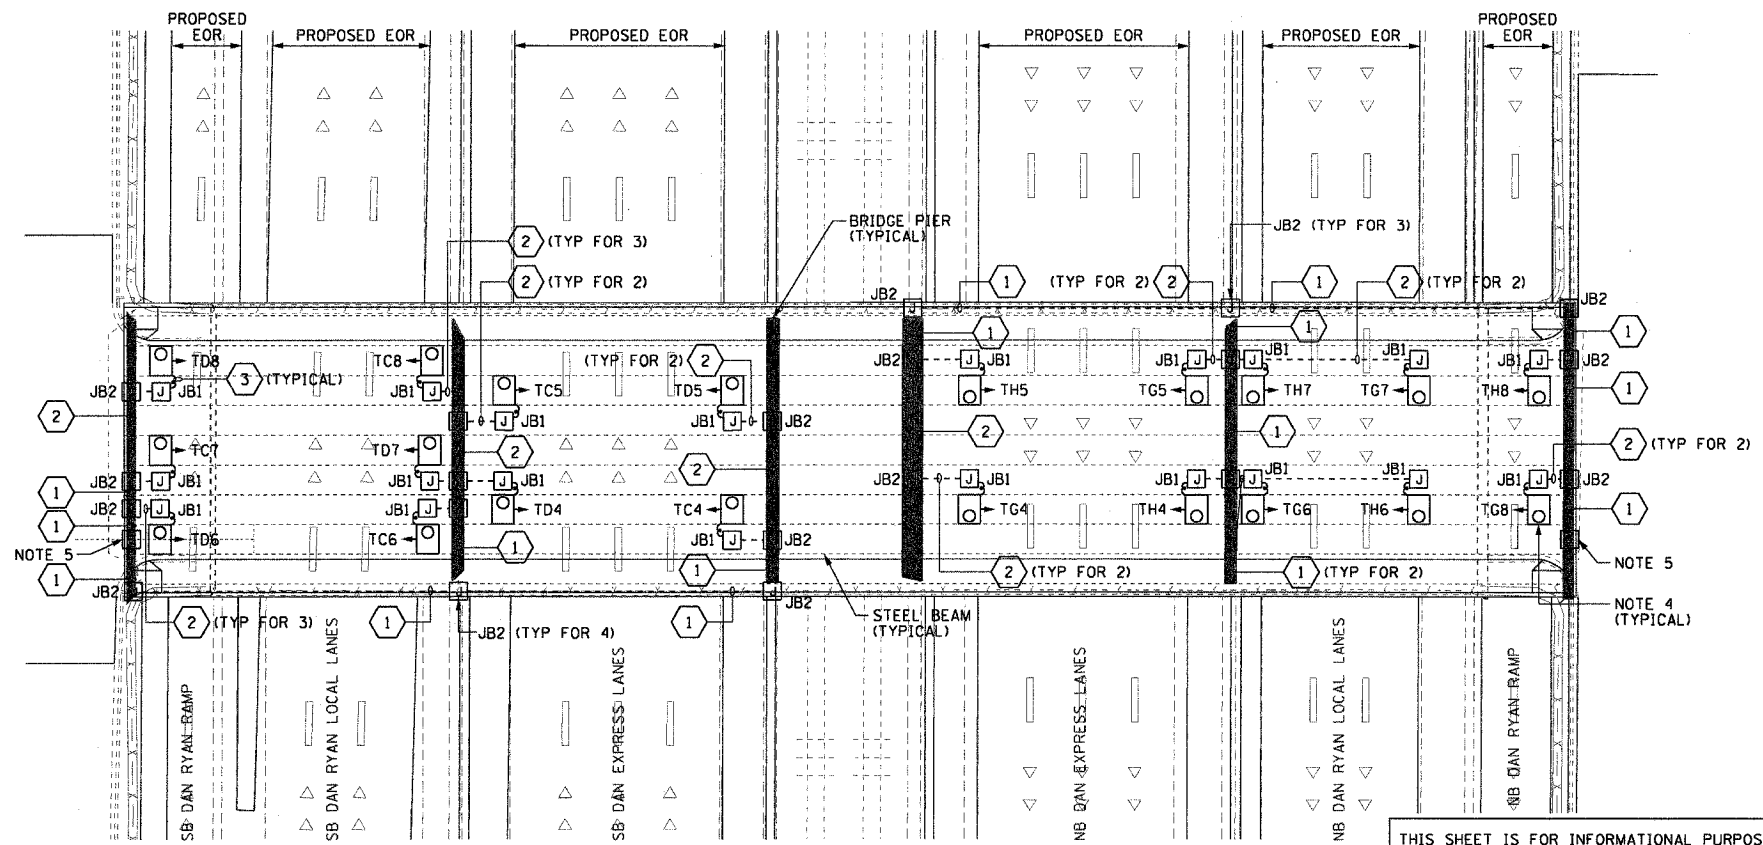 PROPOSED
EOR
PROPOSED EOR
PROPOSED EOR
PROPOSED EOR
PROPOSED EOR
PROPOSED
EOR
BRIDGE PIER
(TYPICAL)
JB2 (TYP FOR 3)
2 (TYP FOR 3)
2 (TYP FOR 2)
JB2
J
1
(TYP FOR 2) 2
J
1
2 (TYP FOR 2)
JB2
J
1
1
1
TD8
TC8
(TYP FOR 2) 2
JB2
J JB1
JB1 J
JB1
J
JB1
J
JB1 J JB2
3 (TYPICAL)
JB2 J JB1
JB1 J
TC5
TD5
TH5
TG5
TH7
TG7
TH8
1
2
J JB1
JB1 J
JB2
2
1
2 (TYP FOR 2)
TC7
TD7
2
2
JB2 J JB1
JB1 J
J JB1
JB2
J JB1
JB1 J
JB1
J
JB1
J
JB1 J JB2
1
JB2 J JB1
JB1 J
TD4
TC4
TG4
TH4
TG6
TH6
TG8
1
1
NOTE 5
TD6
TC6
1
JB1 J
JB2
NOTE 5
1
1
2 (TYP FOR 2)
1 (TYP FOR 2)
JB2
J
J
JB2
NOTE 4
(TYPICAL)
2 (TYP FOR 3)
1
JB2 (TYP FOR 4)
1
STEEL BEAM
(TYPICAL)
SB DAN RYAN RAMP
SB DAN RYAN LOCAL LANES
SB DAN EXPRESS LANES
NB DAN EXPRESS LANES
NB DAN RYAN LOCAL LANES
NB DAN RYAN RAMP
THIS SHEET IS FOR INFORMATIONAL PURPOS